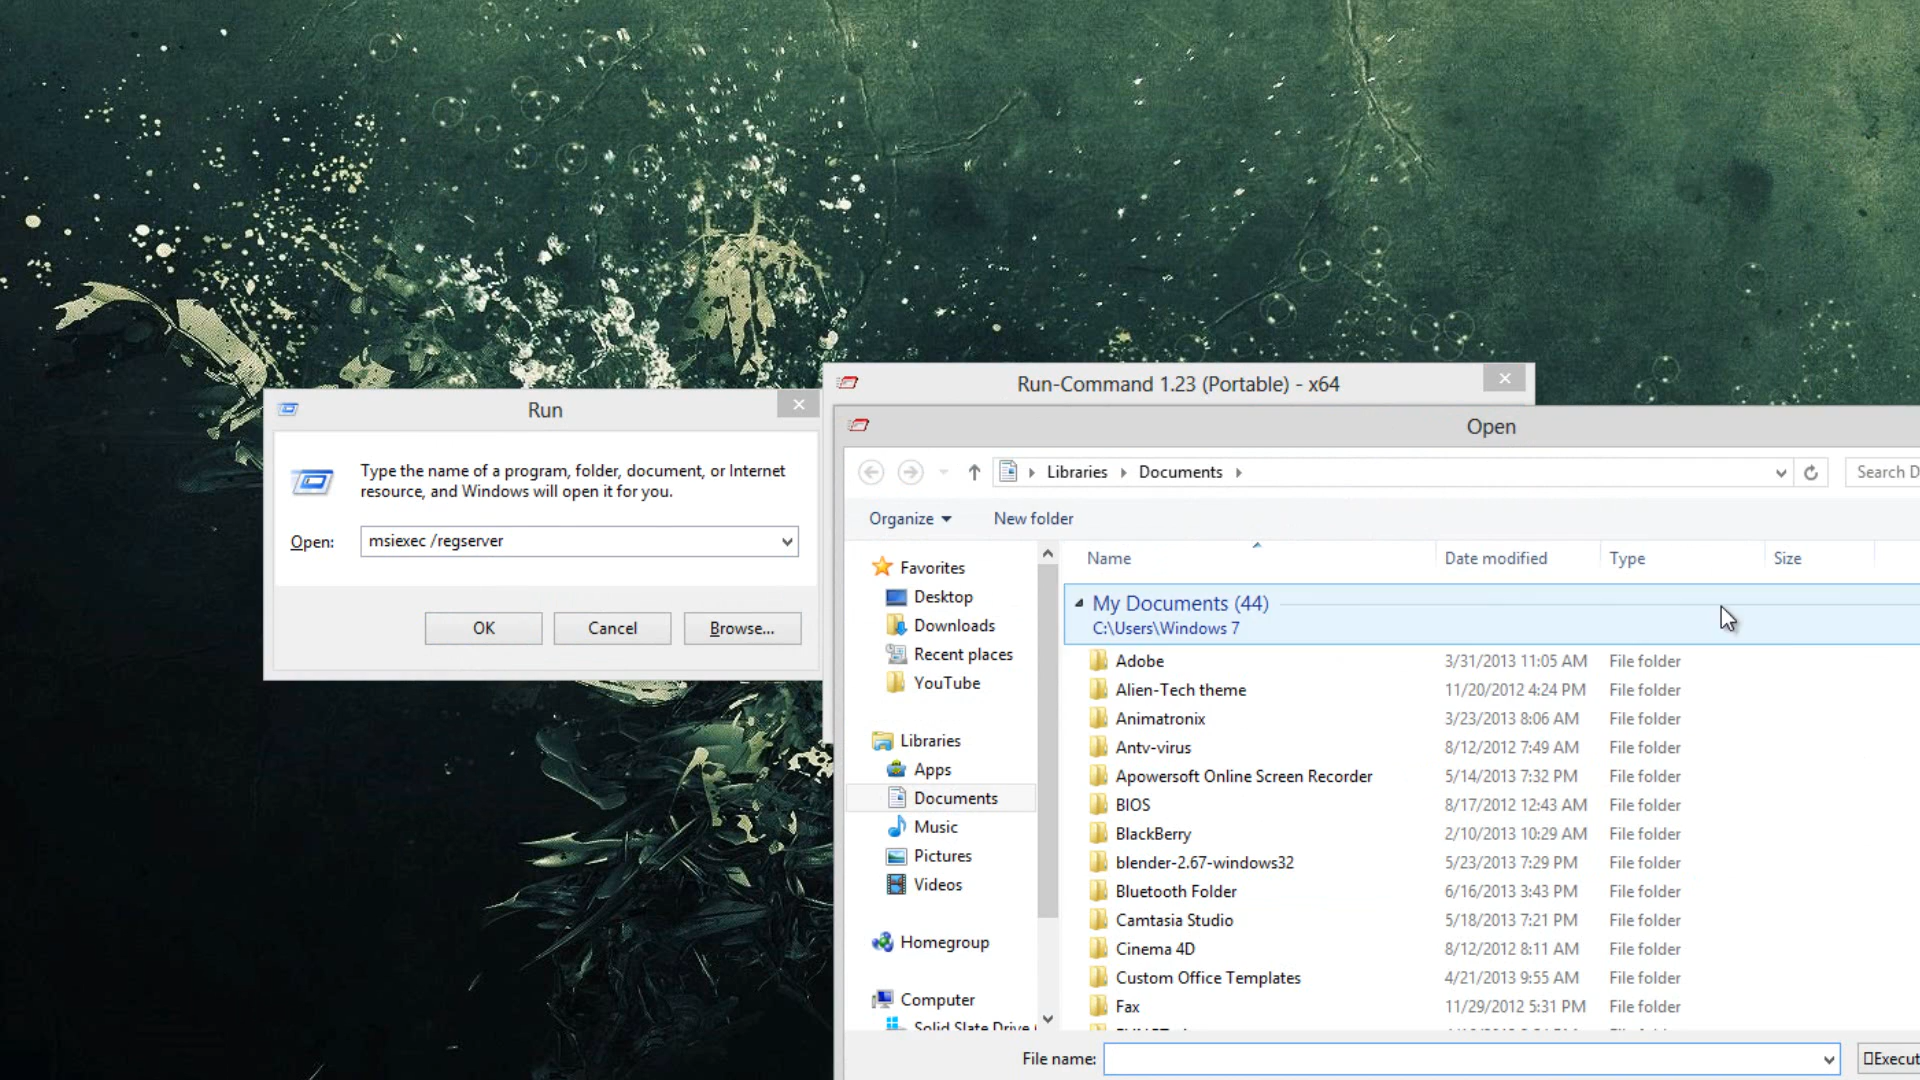 Run
Type the name of a program, folder, document, or Internet
resource, and Windows will open it for you.
Open:
msiexec /regserver
OK
Cancel
Browse...
Run-Command 1.23 (Portable) - x64
Open
Libraries
Documents
Search D
Organize
New folder
Favorites
Desktop
Downloads
Recent places
YouTube
Libraries
Apps
Documents
Music
Pictures
Videos
Homegroup
Computer
Solid Slate Drive
Name
Date modified
Type
Size
My Documents (44)
C:\Users\Windows 7
Adobe 3/31/2013 11:05 AM File folder
Alien-Tech theme 11/20/2012 4:24 PM File folder
Animatronix 3/23/2013 8:06 AM File folder
Antv-virus 8/12/2012 7:49 AM File folder
Apowersoft Online Screen Recorder 5/14/2013 7:32 PM File folder
BIOS 8/17/2012 12:43 AM File folder
BlackBerry 2/10/2013 10:29 AM File folder
blender-2.67-windows32 5/23/2013 7:29 PM File folder
Bluetooth Folder 6/16/2013 3:43 PM File folder
Camtasia Studio 5/18/2013 7:21 PM File folder
Cinema 4D 8/12/2012 8:11 AM File folder
Custom Office Templates 4/21/2013 9:55 AM File folder
Fax 11/29/2012 5:31 PM File folder
File name:
Execut